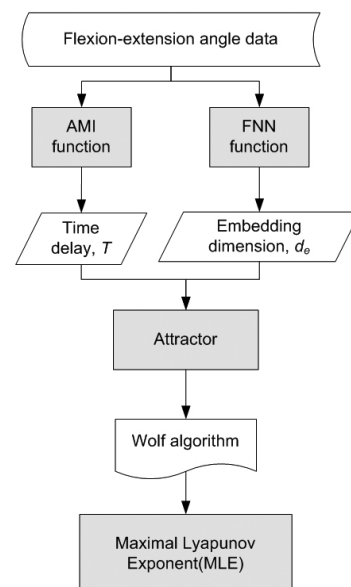 Flexion-extension angle data
AMI
function
FNN
function
Time
delay, T
Embedding
dimension, de
Attractor
Wolf algorithm
Maximal Lyapunov
Exponent(MLE)